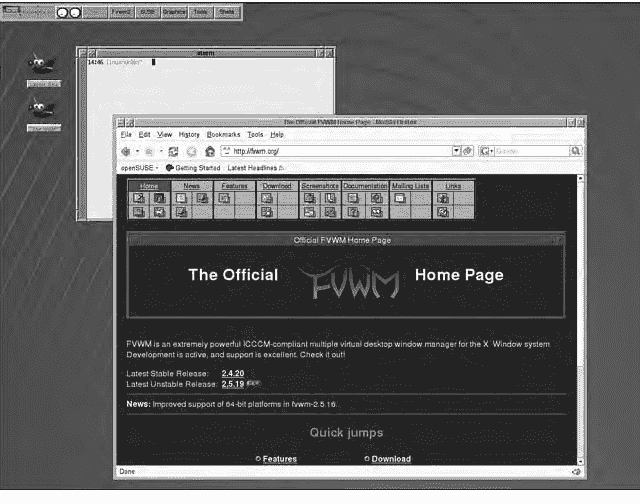 Fvwm2 SUSE Graphics Tools Shells
aterm
14:46
The Official FVWM Home Page - Mozilla Firefox
File Edit View History Bookmarks Tools Help
http://fvwm.org/
openSUSE Getting Started Latest Headlines
Home News Features Download Screenshots Documentation Mailing Lists Links
Official FVWM Home Page
The Official FVWM Home Page
FVWM is an extremely powerful ICCCM-compliant multiple virtual desktop window manager for the X Window system
Development is active, and support is excellent. Check it out!
Latest Stable Release: 2.4.20
Latest Unstable Release: 2.5.19
News: Improved support of 64-bit platforms in fvwm-2.5.16.
Quick jumps
Features Download
Done